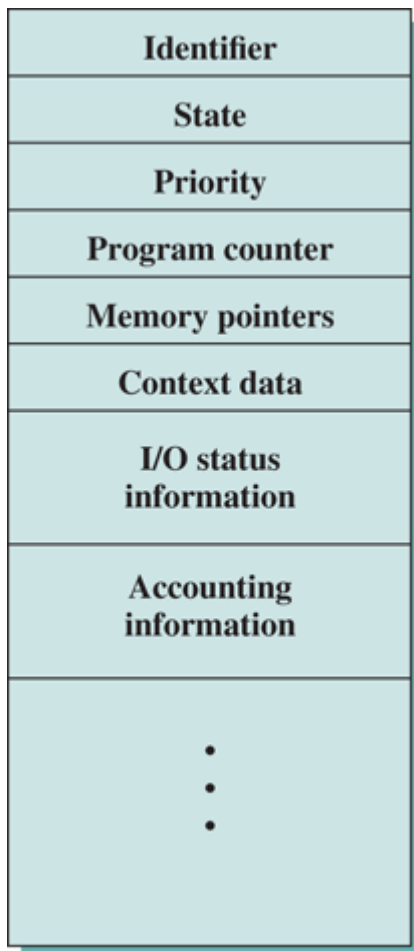 Identifier
State
Priority
Program counter
Memory pointers
Context data
I/O status
information
Accounting
information